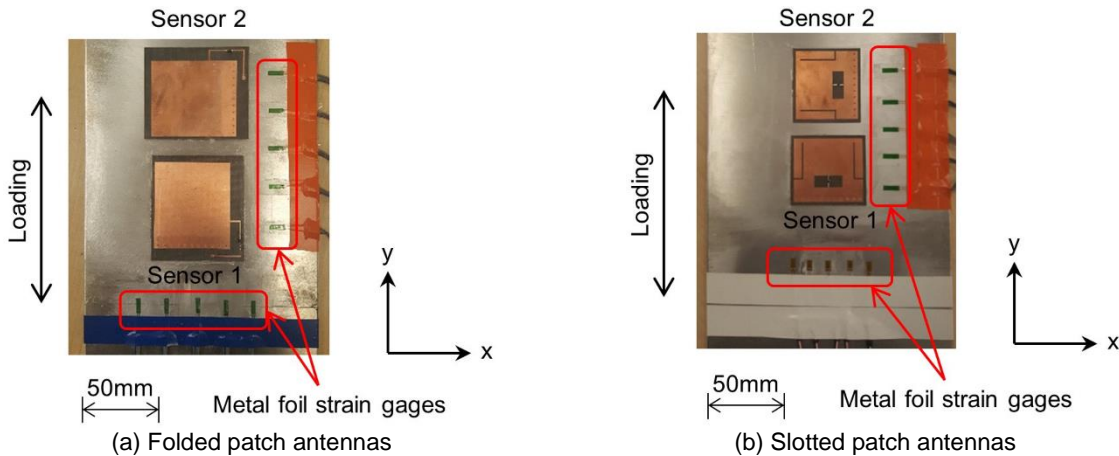 Sensor 2
Loading
Sensor 1
y
x
50mm
Metal foil strain gages
(a) Folded patch antennas
Sensor 2
Loading
Sensor 1
y
x
50mm
Metal foil strain gages
(b) Slotted patch antennas